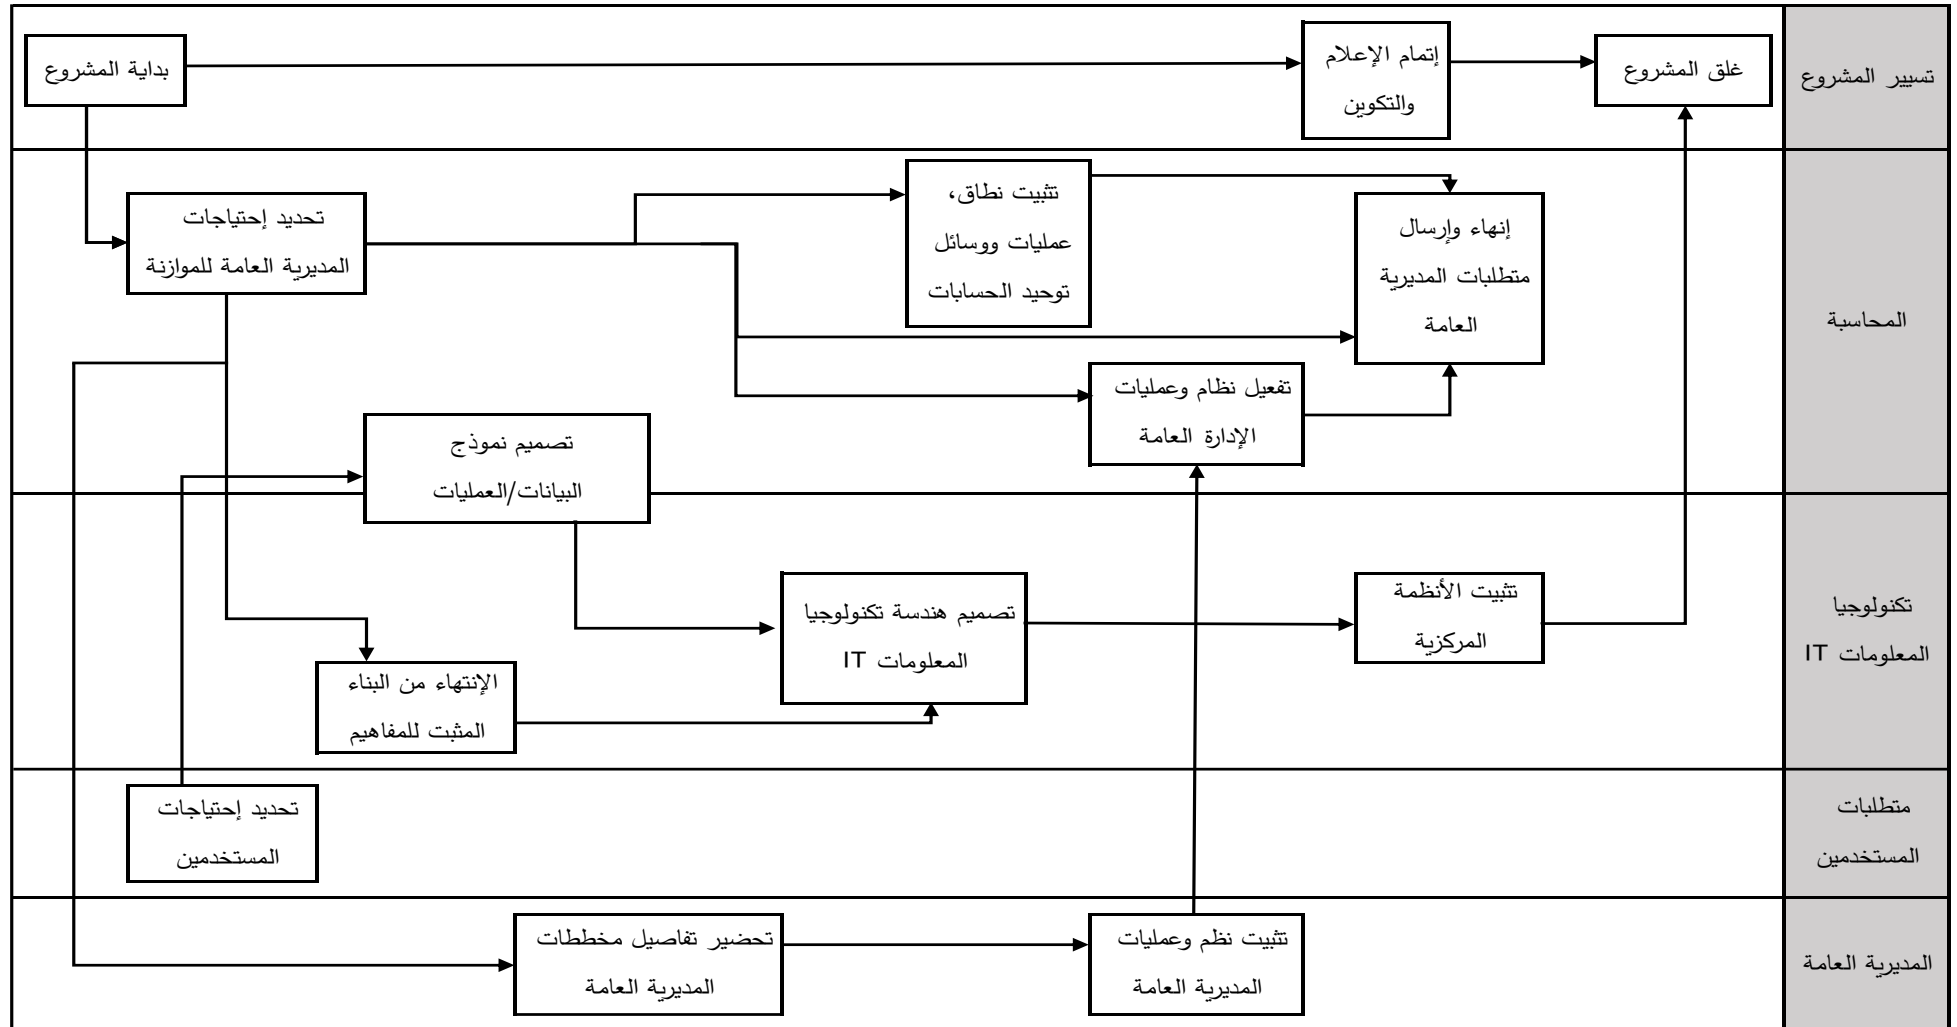 تسيير المشروع
بداية المشروع
إتمام الإعلام
والتكوين
غلق المشروع
المحاسبة
تحديد إحتياجات
المديرية العامة للموازنة
تثبيت نطاق،
عمليات ووسائل
توحيد الحسابات
إنهاء وإرسال
متطلبات المديرية
العامة
تفعيل نظام وعمليات
الإدارة العامة
تصميم نموذج
البيانات/العمليات
تكنولوجيا
المعلومات IT
تصميم هندسة تكنولوجيا
المعلومات IT
تثبيت الأنظمة
المركزية
الإنتهاء من البناء
المثبت للمفاهيم
متطلبات
المستخدمين
تحديد إحتياجات
المستخدمين
المديرية العامة
تحضير تفاصيل مخططات
المديرية العامة
تثبيت نظم وعمليات
المديرية العامة